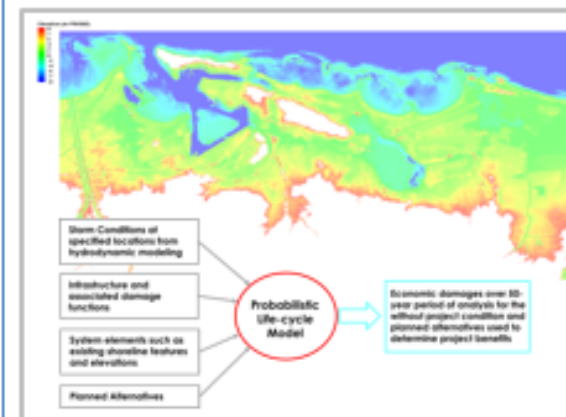 Storm Conditions at
specified locations from
hydrodynamic modeling
Infrastructure and
associated damage
functions
System elements such as
existing shoreline features
and elevations
Planned Alternatives
Probabilistic
Life-cycle
Model
Economic damages over 50-
year period of analysis for the
without project condition and
planned alternatives used to
determine project benefits